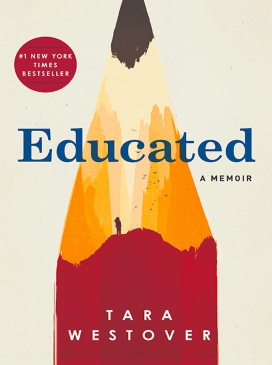 #1 NEW YORK
TIMES
BESTSELLER
Educated
A MEMOIR
TARA
WESTOVER